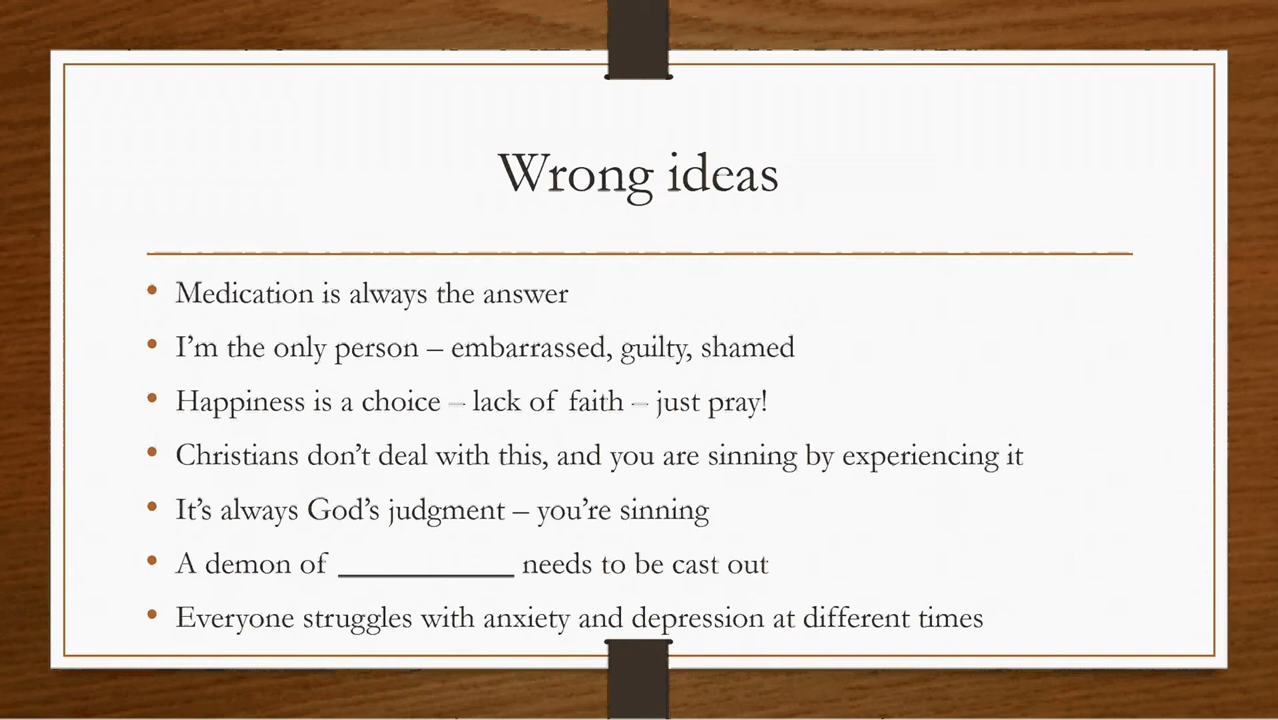 Wrong ideas
• Medication is always the answer
• I’m the only person – embarrassed, guilty, shamed
• Happiness is a choice – lack of faith – just pray!
• Christians don’t deal with this, and you are sinning by experiencing it
• It’s always God’s judgment – you’re sinning
• A demon of ____________ needs to be cast out
• Everyone struggles with anxiety and depression at different times